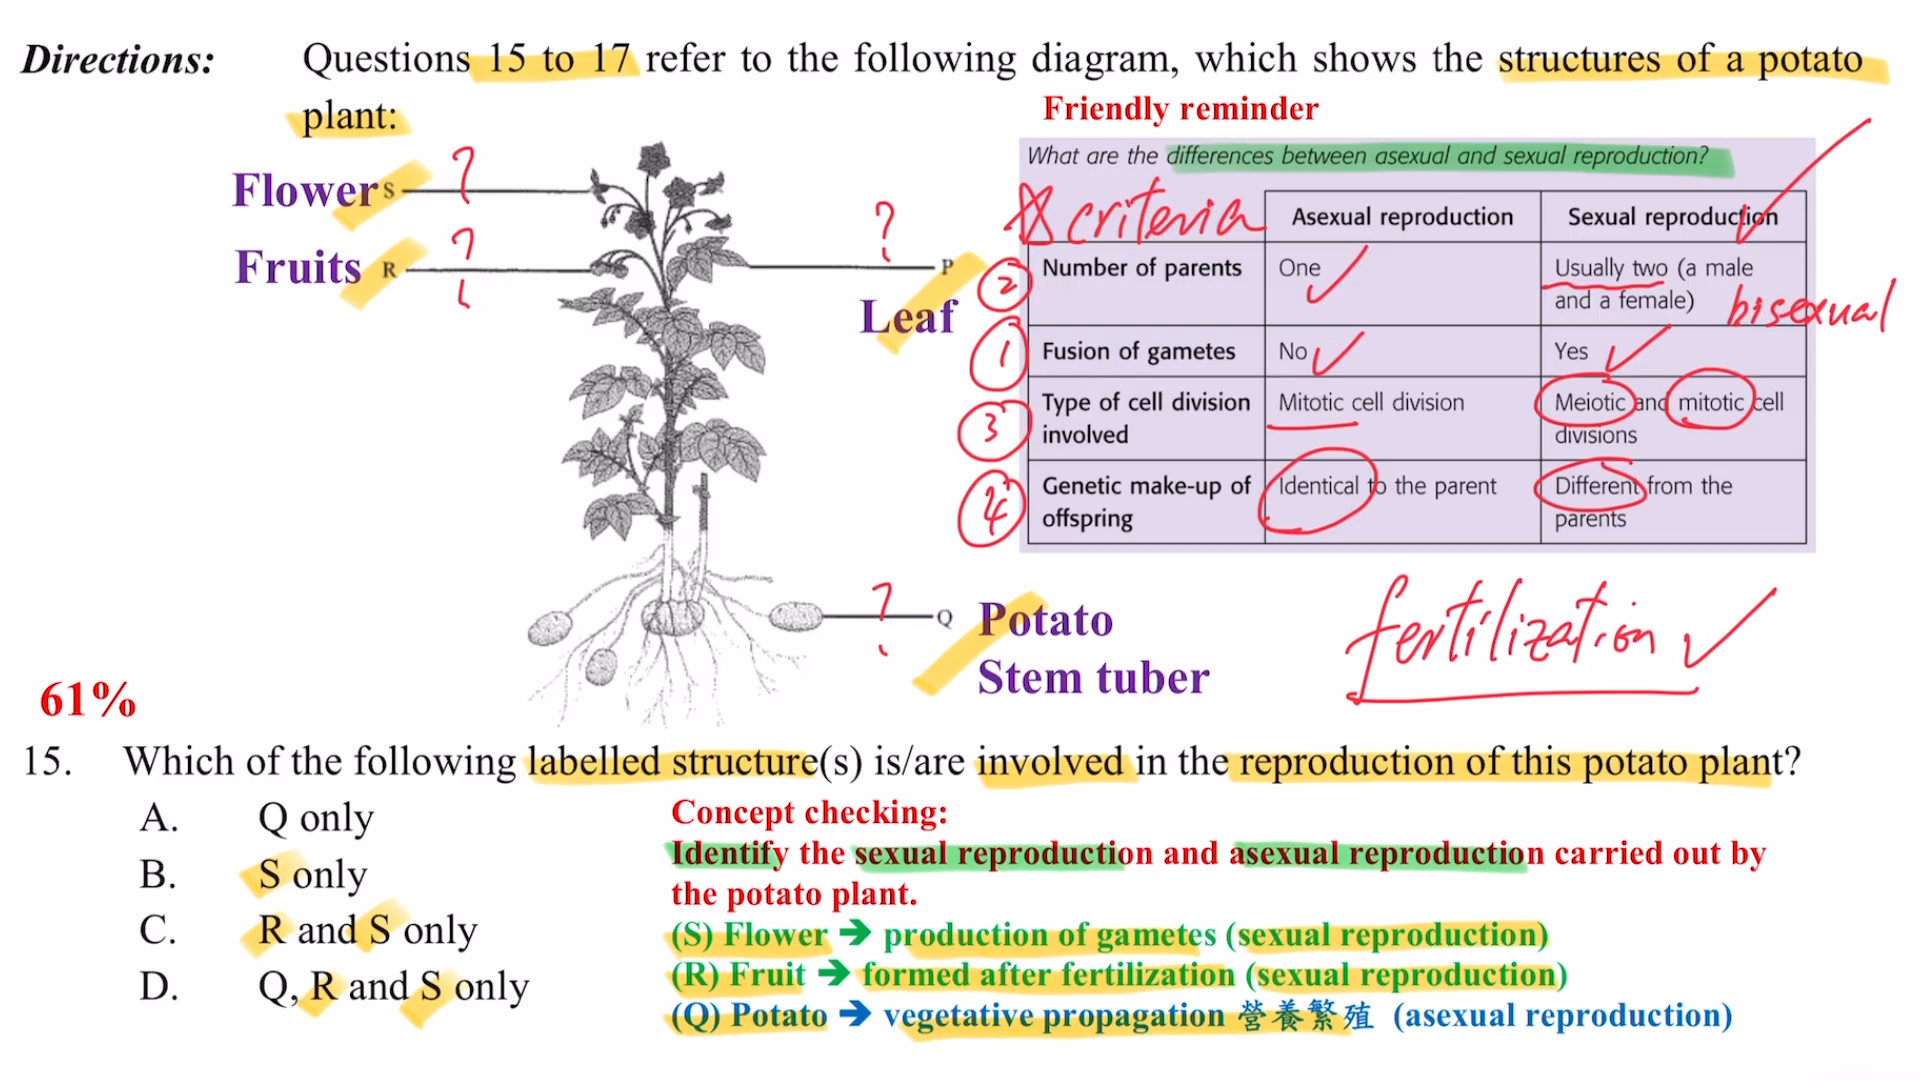 Directions: Questions 15 to 17 refer to the following diagram, which shows the structures of a potato
plant:
Friendly reminder
What are the differences between asexual and sexual reproduction?
criteria
Asexual reproduction
Sexual reproduction
2
Number of parents
One
Usually two (a male
and a female)
bisexual
1
Fusion of gametes
No
Yes
3
Type of cell division
involved
Mitotic cell division
Meiotic and mitotic cell
divisions
4
Genetic make-up of
offspring
Identical to the parent
Different from the
parents
Flower S ?
Fruits R ?
? P
Leaf
? Q Potato
Stem tuber
fertilization
61%
15. Which of the following labelled structure(s) is/are involved in the reproduction of this potato plant?
A. Q only
B. S only
C. R and S only
D. Q, R and S only
Concept checking:
Identify the sexual reproduction and asexual reproduction carried out by
the potato plant.
(S) Flower ➔ production of gametes (sexual reproduction)
(R) Fruit ➔ formed after fertilization (sexual reproduction)
(Q) Potato ➔ vegetative propagation 營養繁殖 (asexual reproduction)